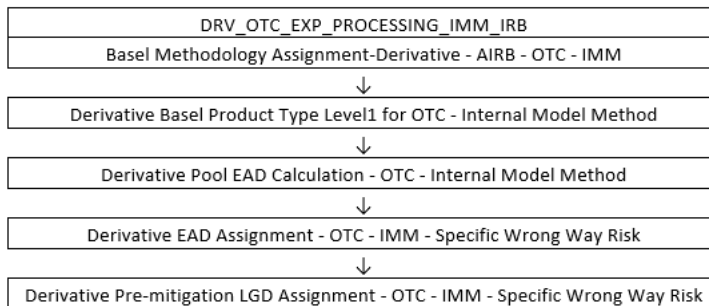 DRV_OTC_EXP_PROCESSING_IMM_IRB
Basel Methodology Assignment-Derivative - AIRB - OTC - IMM
Derivative Basel Product Type Level1 for OTC - Internal Model Method
Derivative Pool EAD Calculation - OTC - Internal Model Method
Derivative EAD Assignment - OTC - IMM - Specific Wrong Way Risk
Derivative Pre-mitigation LGD Assignment - OTC - IMM - Specific Wrong Way Risk